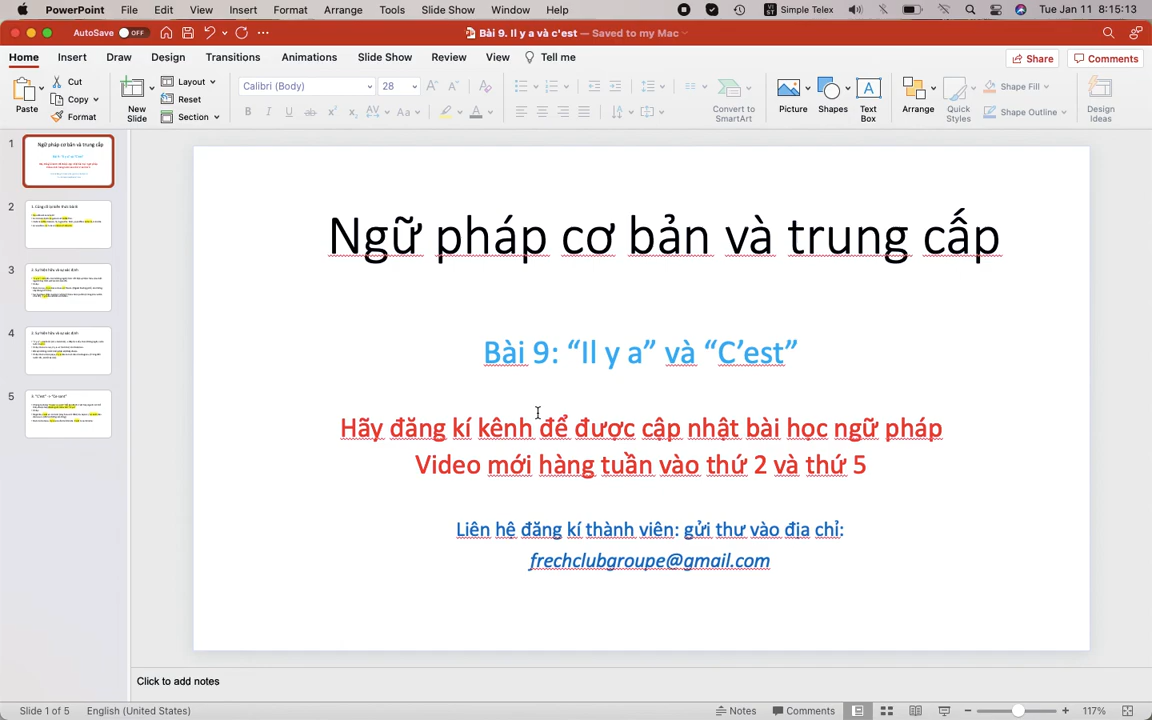 PowerPoint File Edit View Insert Format Arrange Tools Slide Show Window Help Simple Telex Tue Jan 11 8:15:13
AutoSave OFF Bài 9. Il y a và c'est — Saved to my Mac
Home Insert Draw Design Transitions Animations Slide Show Review View Tell me Share Comments
Paste Cut Copy Format
New Slide Layout Reset Section
Calibri (Body) 28
Convert to SmartArt
Picture Shapes Text Box Arrange Quick Styles Shape Fill Shape Outline Design Ideas
1
2
3
4
5
Ngữ pháp cơ bản và trung cấp
Bài 9: “Il y a” và “C’est”
Hãy đăng kí kênh để được cập nhật bài học ngữ pháp
Video mới hàng tuần vào thứ 2 và thứ 5
Liên hệ đăng kí thành viên: gửi thư vào địa chỉ:
frechclubgroupe@gmail.com
Click to add notes
Slide 1 of 5 English (United States) Notes Comments 117%